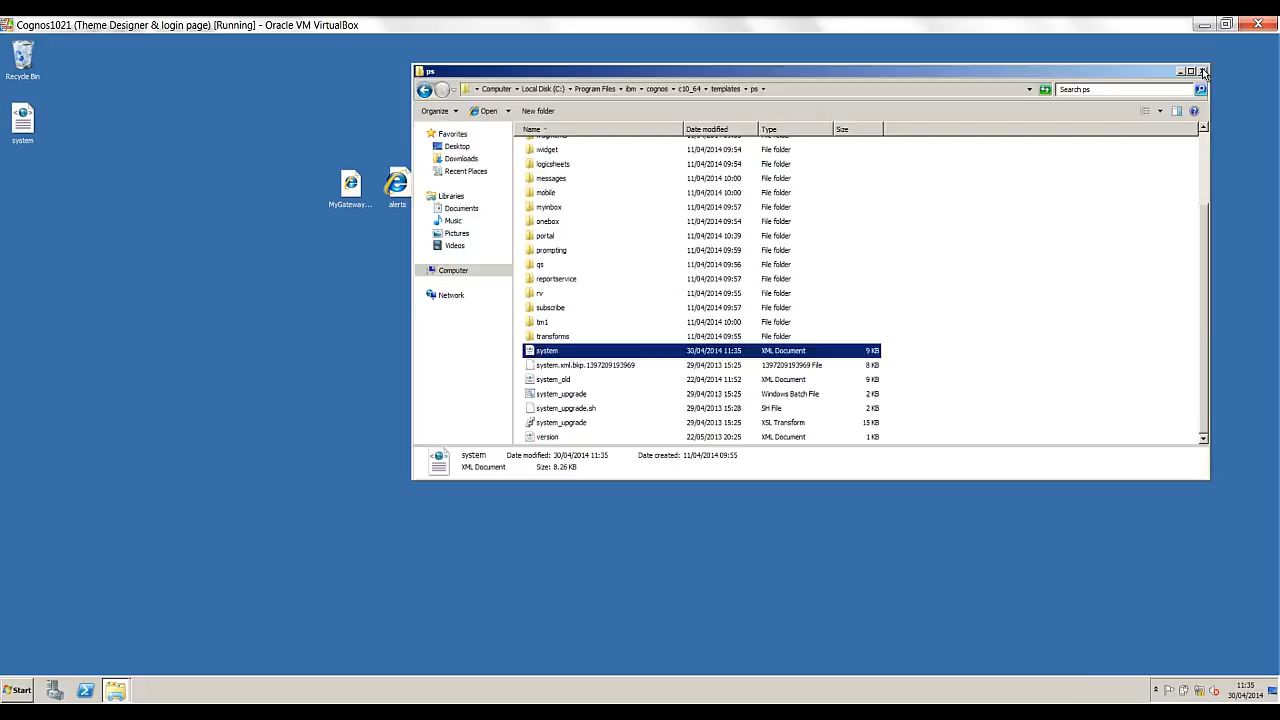 Cognos1021 (Theme Designer & login page) [Running] - Oracle VM VirtualBox
Recycle Bin
system
MyGateway...
alerts
ps
Computer Local Disk (C:) Program Files ibm cognos c10_64 templates ps
Search ps
Organize Open New folder
Favorites
Desktop
Downloads
Recent Places
Libraries
Documents
Music
Pictures
Videos
Computer
Network
Name Date modified Type Size
iwidget 11/04/2014 09:54 File folder
logicsheets 11/04/2014 09:54 File folder
messages 11/04/2014 10:00 File folder
mobile 11/04/2014 10:00 File folder
myinbox 11/04/2014 09:57 File folder
onebox 11/04/2014 09:54 File folder
portal 11/04/2014 10:39 File folder
prompting 11/04/2014 09:59 File folder
qs 11/04/2014 09:56 File folder
reportservice 11/04/2014 09:57 File folder
rv 11/04/2014 09:55 File folder
subscribe 11/04/2014 09:57 File folder
tm1 11/04/2014 10:00 File folder
transforms 11/04/2014 09:55 File folder
system 30/04/2014 11:35 XML Document 9 KB
system.xml.bkp.1397209193969 29/04/2013 15:25 1397209193969 File 8 KB
system_old 22/04/2014 11:52 XML Document 9 KB
system_upgrade 29/04/2013 15:25 Windows Batch File 2 KB
system_upgrade.sh 29/04/2013 15:28 SH File 2 KB
system_upgrade 29/04/2013 15:25 XSL Transform 15 KB
version 22/05/2013 20:25 XML Document 1 KB
system Date modified: 30/04/2014 11:35 Date created: 11/04/2014 09:55
XML Document Size: 8.26 KB
Start
11:35
30/04/2014